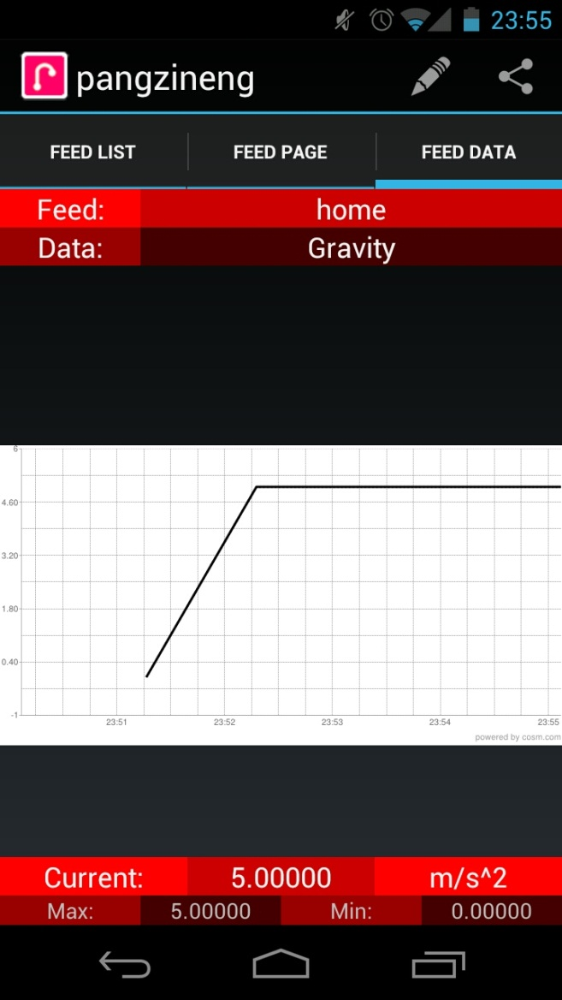 23:55
pangzineng
FEED LIST FEED PAGE FEED DATA
Feed: home
Data: Gravity
6
4.60
3.20
1.80
0.40
-1
23:51 23:52 23:53 23:54 23:55
powered by cosm.com
Current: 5.00000 m/s^2
Max: 5.00000 Min: 0.00000